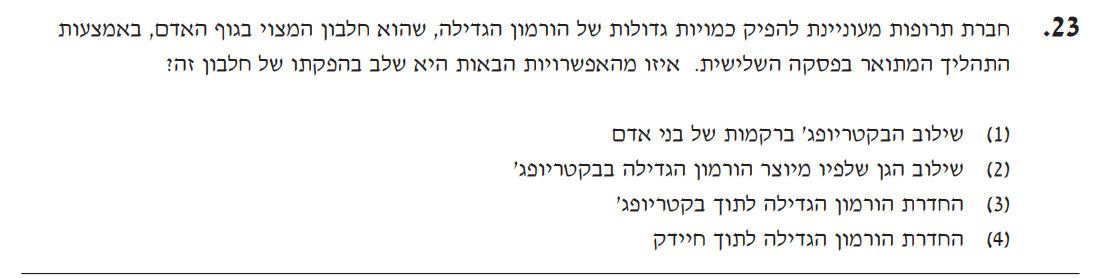 23. חברת תרופות מעוניינת להפיק כמויות גדולות של הורמון הגדילה, שהוא חלבון המצוי בגוף האדם, באמצעות
התהליך המתואר בפסקה השלישית. איזו מהאפשרויות הבאות היא שלב בהפקתו של חלבון זה?
(1) שילוב הבקטריופג' ברקמות של בני אדם
(2) שילוב הגן שלפיו מיוצר הורמון הגדילה בבקטריופג'
(3) החדרת הורמון הגדילה לתוך בקטריופג'
(4) החדרת הורמון הגדילה לתוך חיידק